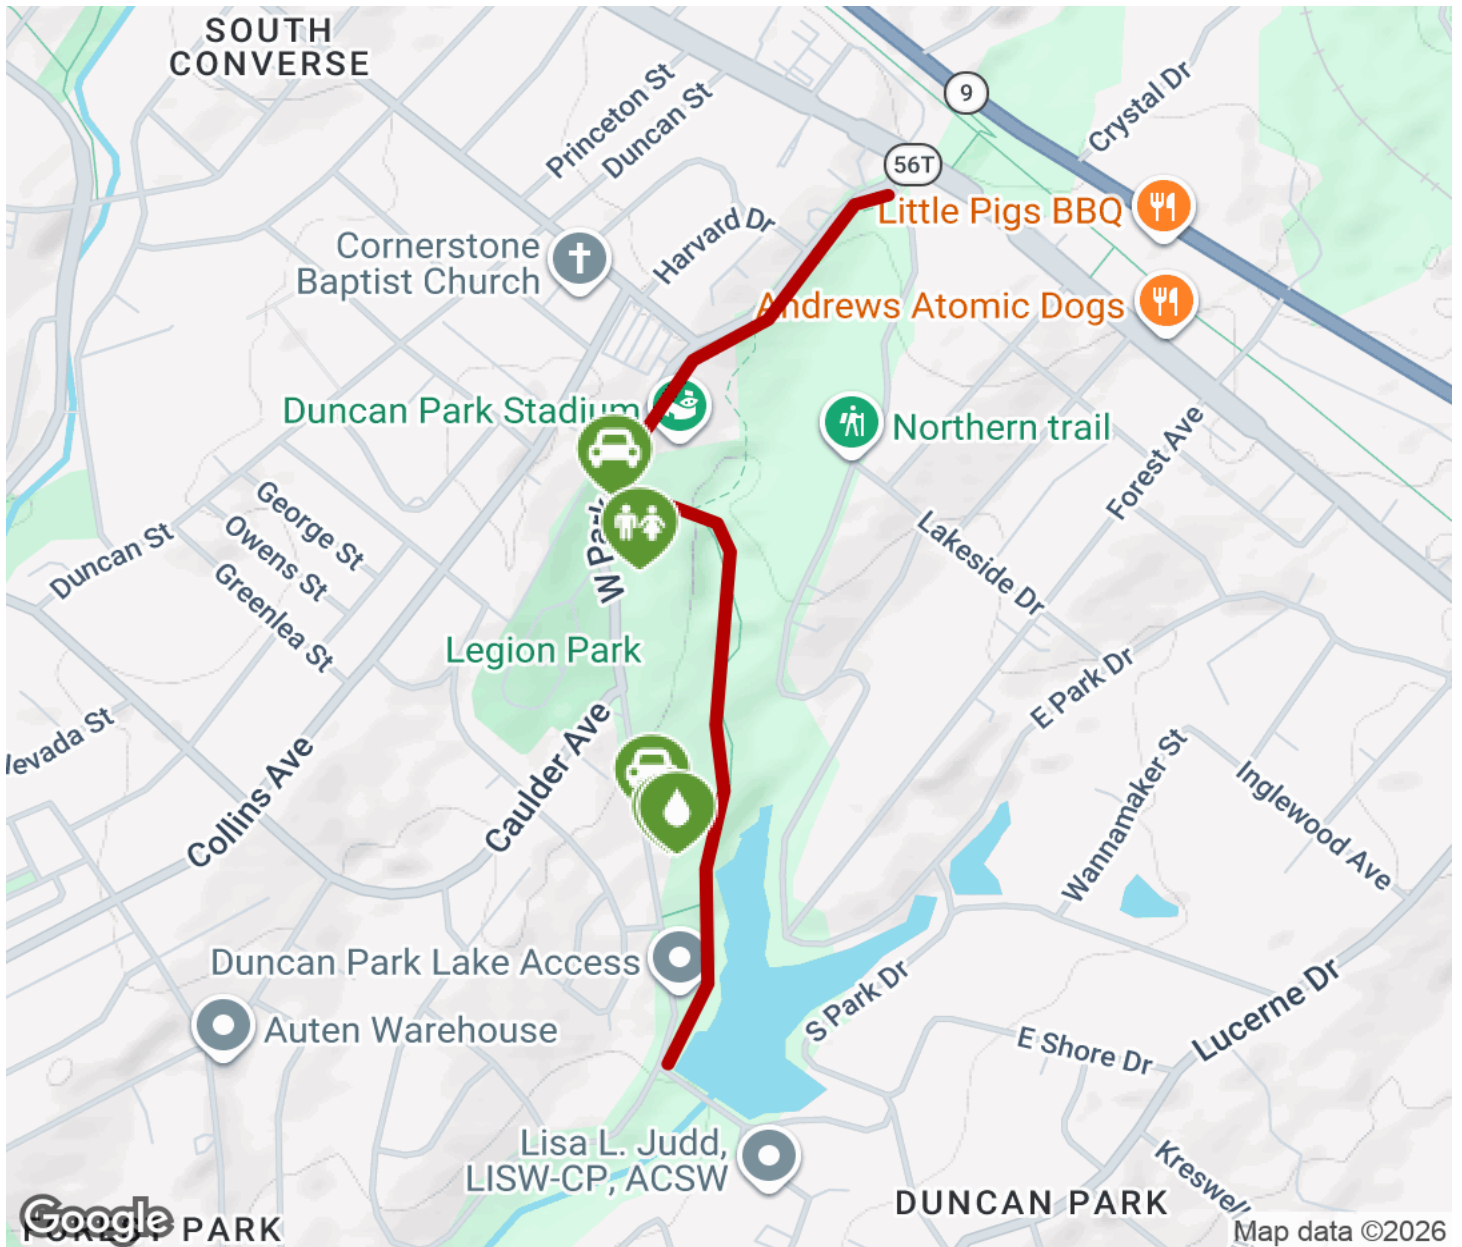 SOUTH
CONVERSE
Princeton St
Duncan St
9
Crystal Dr
56T
Little Pigs BBQ
Harvard Dr
Cornerstone
Baptist Church
Andrews Atomic Dogs
Duncan Park Stadium
Northern trail
Forest Ave
George St
Owens St
Greenlea St
Duncan St
W Park
Lakeside Dr
Legion Park
E Park Dr
Collins Ave
Caulder Ave
Wannamaker St
Inglewood Ave
Duncan Park Lake Access
S Park Dr
Auten Warehouse
E Shore Dr
Lucerne Dr
Lisa L. Judd,
LISW-CP, ACSW
Kreswell
DUNCAN PARK
Google
FOREST PARK
Map data ©2026